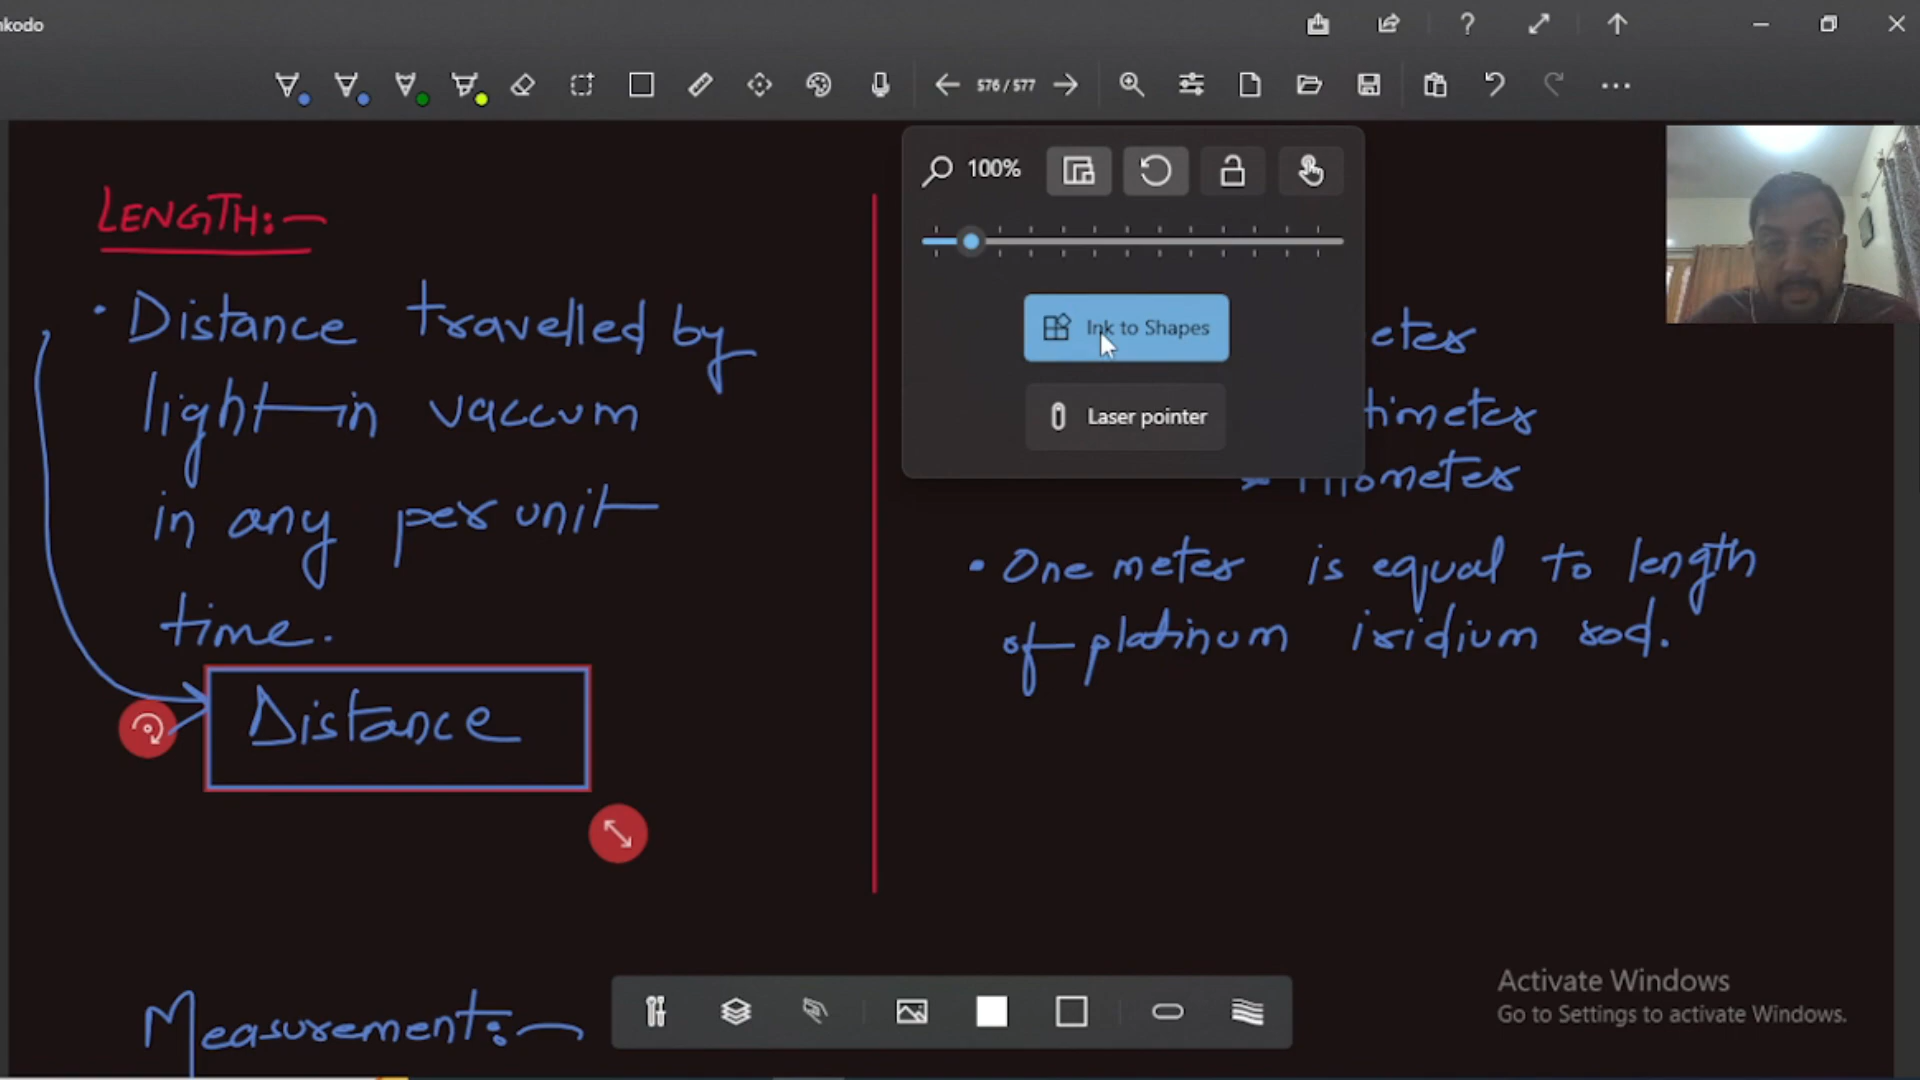 nkodo
576 / 577
100%
Ink to Shapes
Laser pointer
LENGTH:-
· Distance travelled by
light in vaccum
in any per unit
time.
Distance
Measurement:-
eter
timeter
meter
• One meter is equal to length
of platinum iridium rod.
Activate Windows
Go to Settings to activate Windows.